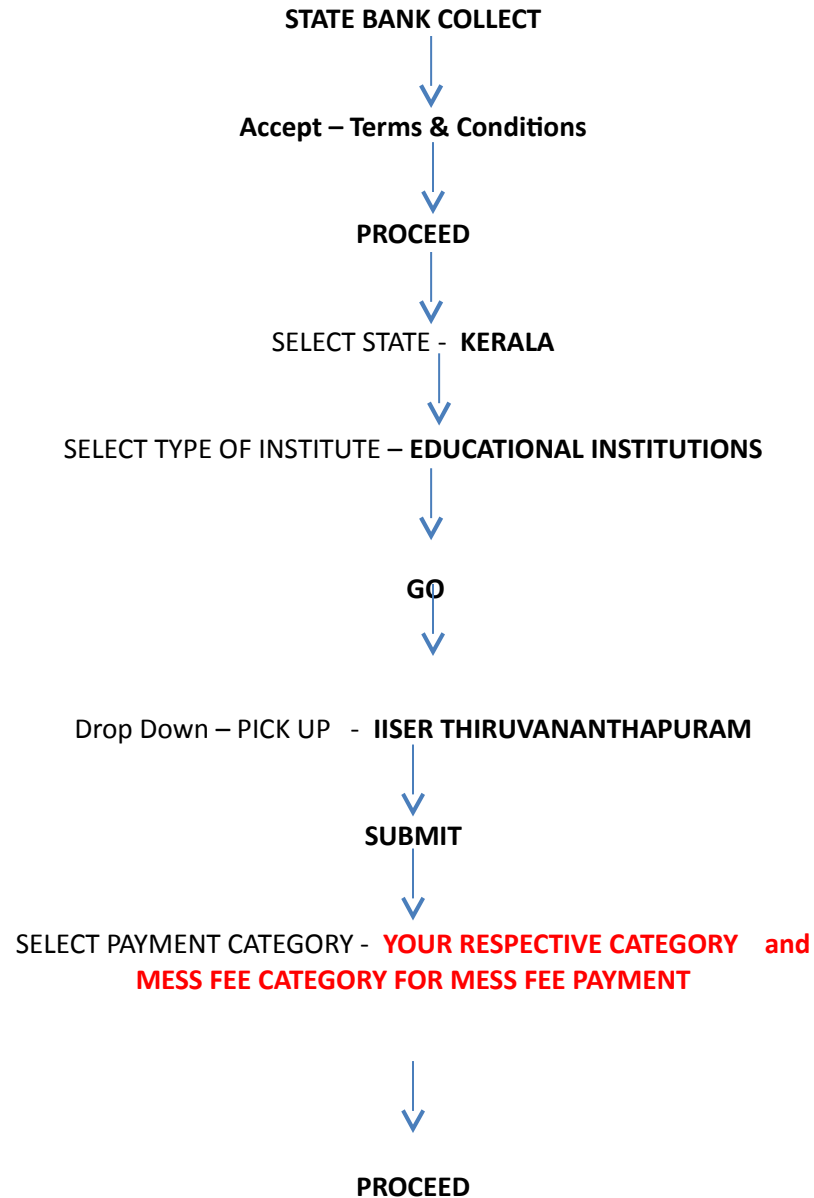 STATE BANK COLLECT
Accept – Terms & Conditions
PROCEED
SELECT STATE - KERALA
SELECT TYPE OF INSTITUTE – EDUCATIONAL INSTITUTIONS
GO
Drop Down – PICK UP - IISER THIRUVANANTHAPURAM
SUBMIT
SELECT PAYMENT CATEGORY - YOUR RESPECTIVE CATEGORY and
MESS FEE CATEGORY FOR MESS FEE PAYMENT
PROCEED